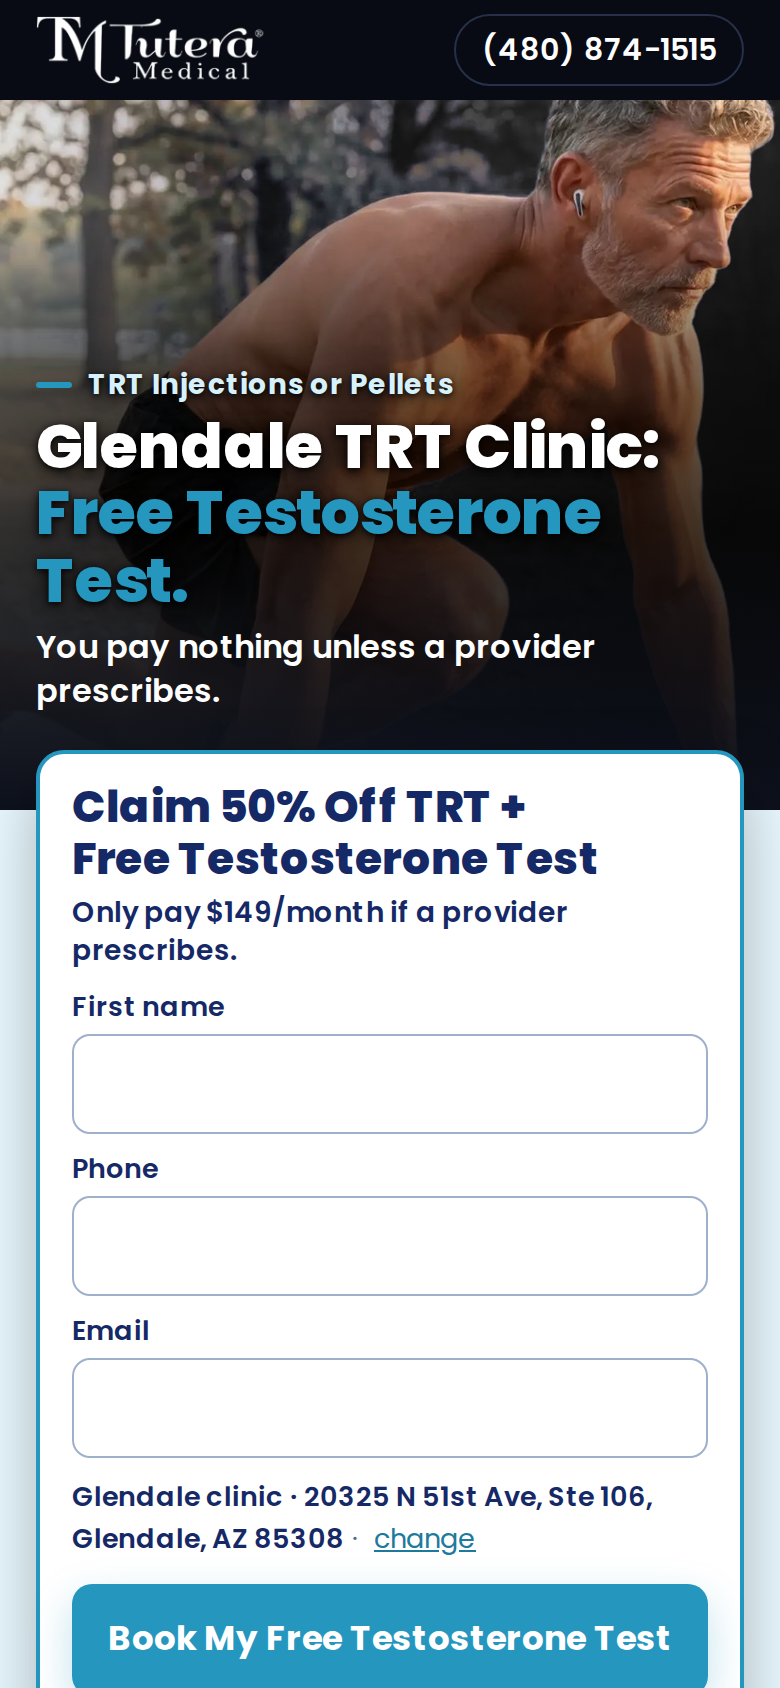 TM Tutera®
Medical
(480) 874-1515
TRT Injections or Pellets
Glendale TRT Clinic:
Free Testosterone
Test.
You pay nothing unless a provider
prescribes.
Claim 50% Off TRT +
Free Testosterone Test
Only pay $149/month if a provider
prescribes.
First name
Phone
Email
Glendale clinic · 20325 N 51st Ave, Ste 106,
Glendale, AZ 85308 · change
Book My Free Testosterone Test